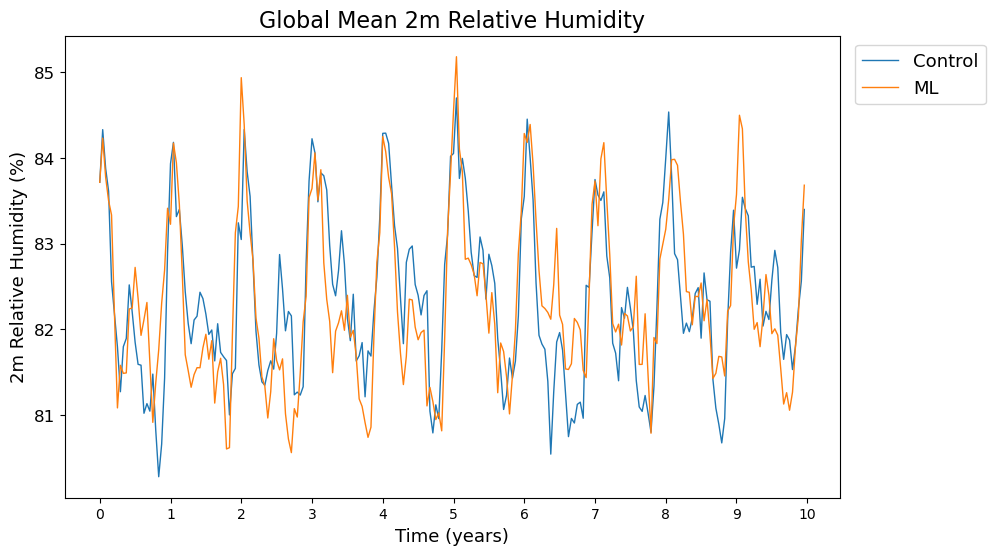 Global Mean 2m Relative Humidity
Control
ML
2m Relative Humidity (%)
85
84
83
82
81
0 1 2 3 4 5 6 7 8 9 10
Time (years)